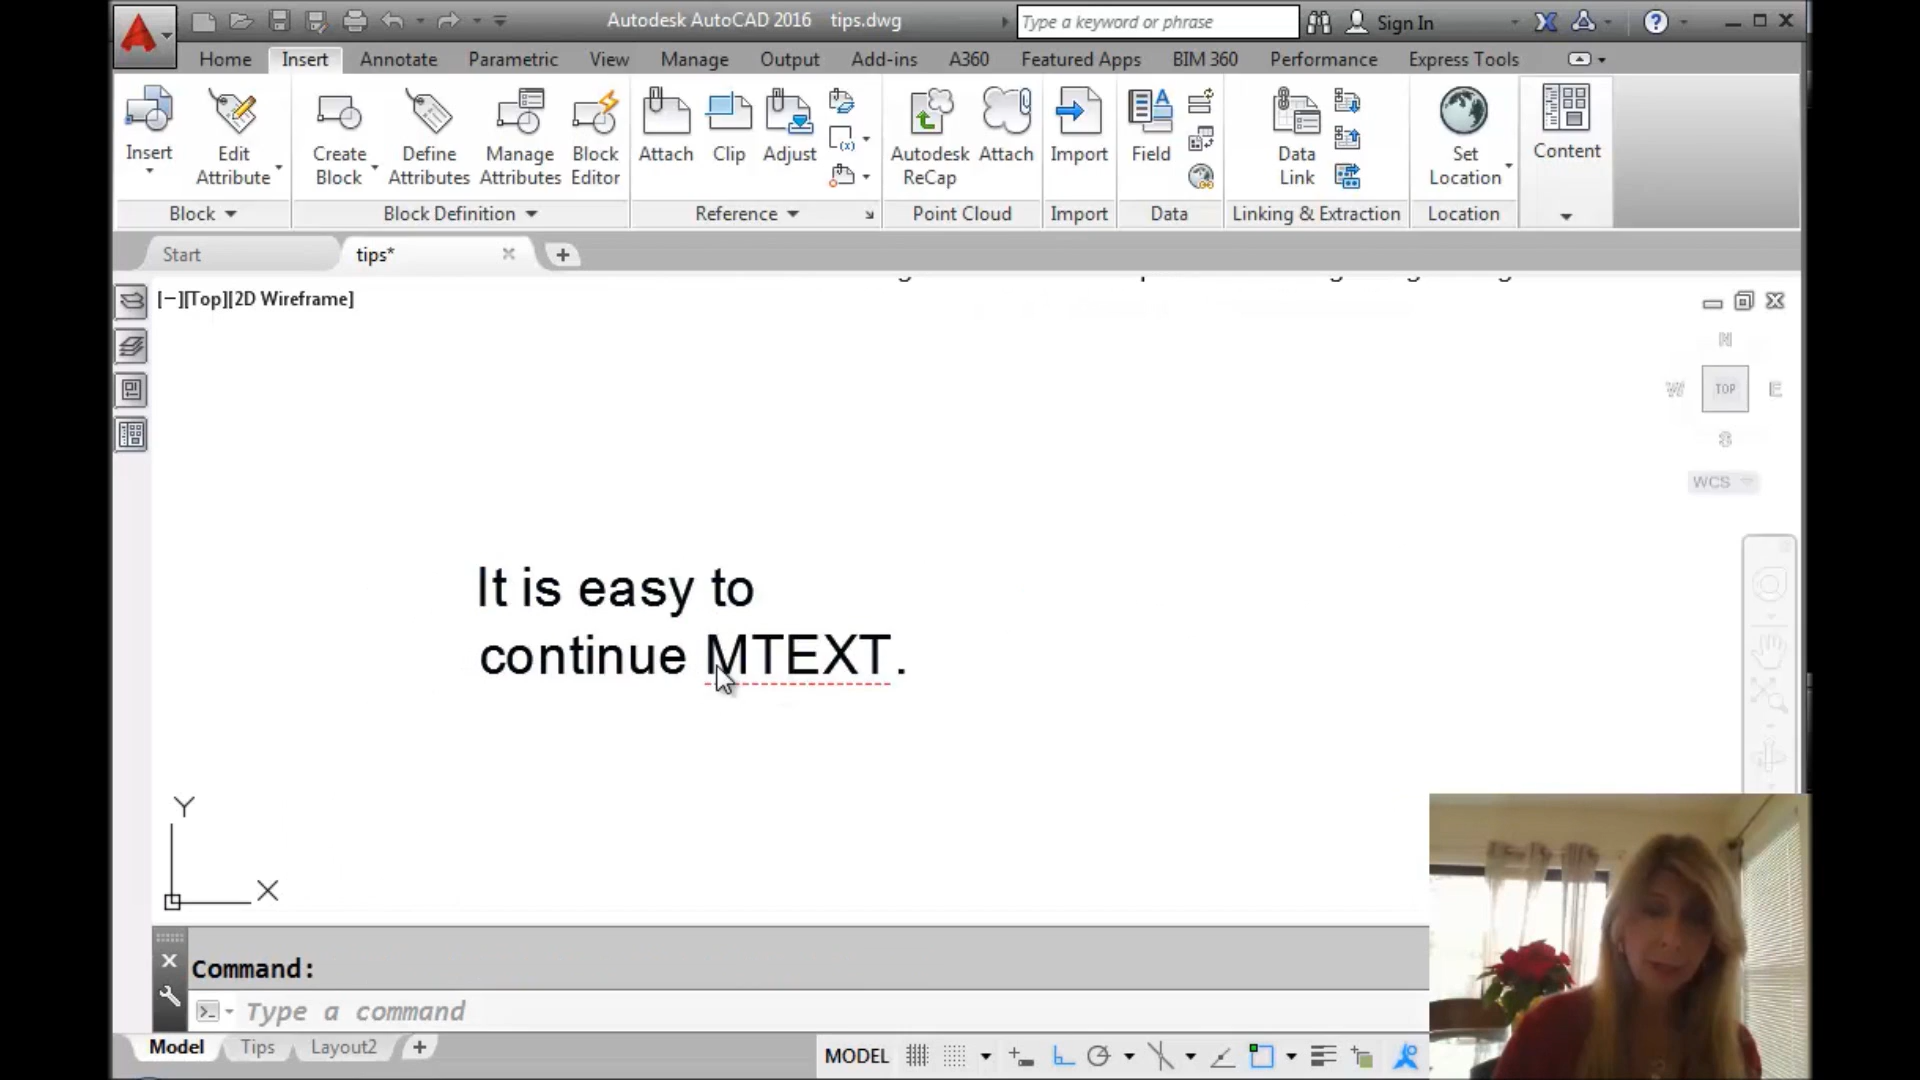 Autodesk AutoCAD 2016 tips.dwg
Type a keyword or phrase
Sign In
Home Insert Annotate Parametric View Manage Output Add-ins A360 Featured Apps BIM 360 Performance Express Tools
Insert
Edit Attribute
Create Block
Define Attributes
Manage Attributes
Block Editor
Attach
Clip
Adjust
Autodesk ReCap
Attach
Import
Field
Data Link
Set Location
Content
Block
Block Definition
Reference
Point Cloud
Import
Data
Linking & Extraction
Location
Start
tips*
[−][Top][2D Wireframe]
N
W
TOP
E
S
WCS
It is easy to
continue MTEXT.
Y
X
Command:
Type a command
Model
Tips
Layout2
MODEL